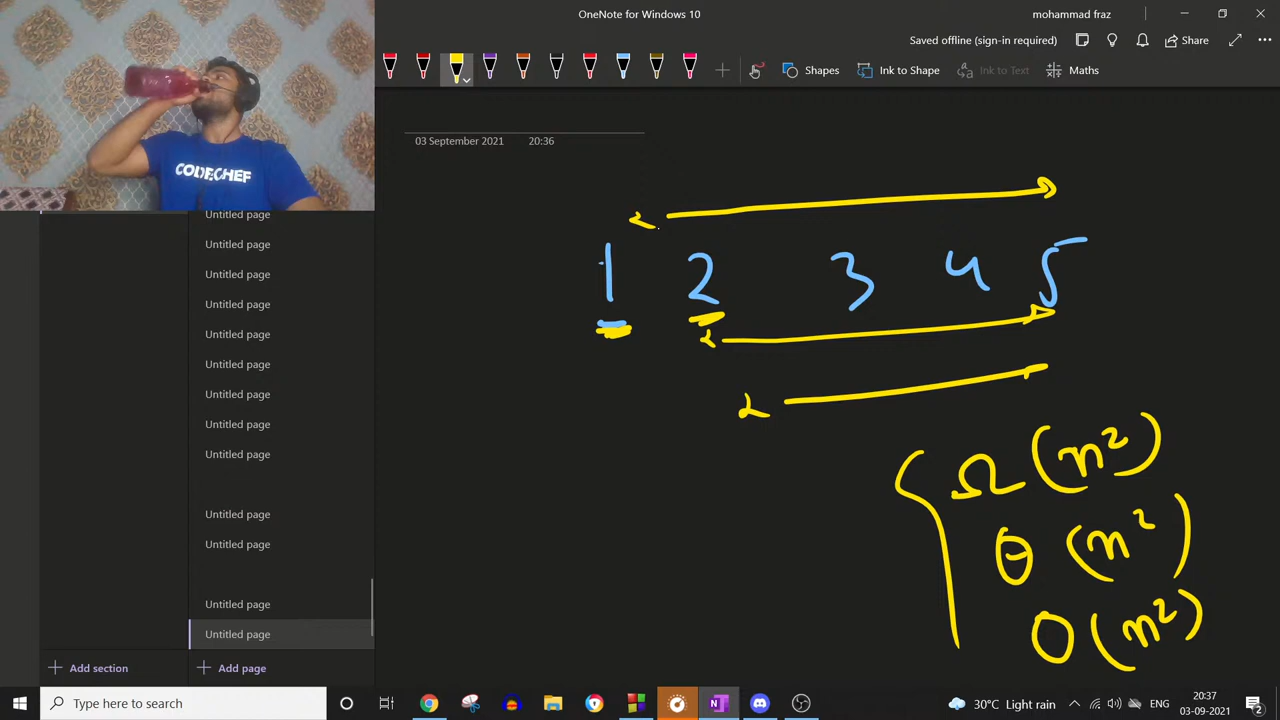 OneNote for Windows 10
mohammad fraz
Saved offline (sign-in required)
Share
Shapes
Ink to Shape
Ink to Text
Maths
CODECHEF
03 September 2021 20:36
1 2 3 4 5
Ω (n²)
θ (n²)
O (n²)
Untitled page
Untitled page
Untitled page
Untitled page
Untitled page
Untitled page
Untitled page
Untitled page
Untitled page
Untitled page
Untitled page
Untitled page
Untitled page
Add section
Add page
Type here to search
30°C Light rain
ENG
20:37
03-09-2021
2